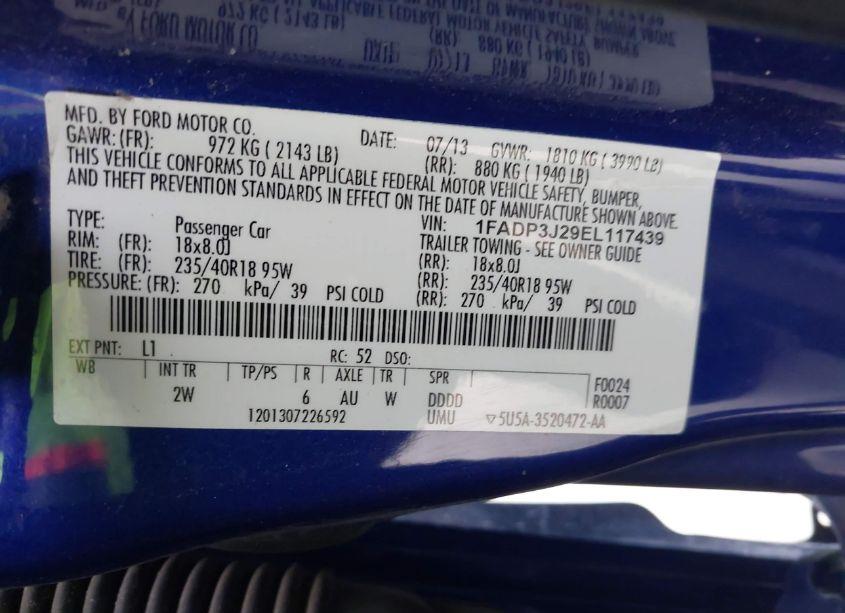 MFD. BY FORD MOTOR CO.
DATE: 07/13 GVWR: 1810 KG ( 3990 LB)
GAWR: (FR): 972 KG ( 2143 LB) (RR): 880 KG ( 1940 LB)
THIS VEHICLE CONFORMS TO ALL APPLICABLE FEDERAL MOTOR VEHICLE SAFETY, BUMPER,
AND THEFT PREVENTION STANDARDS IN EFFECT ON THE DATE OF MANUFACTURE SHOWN ABOVE.
VIN: 1FADP3J29EL117439
TYPE: Passenger Car TRAILER TOWING - SEE OWNER GUIDE
RIM: (FR): 18x8.0J (RR): 18x8.0J
TIRE: (FR): 235/40R18 95W (RR): 235/40R18 95W
PRESSURE: (FR): 270 kPa/ 39 PSI COLD (RR): 270 kPa/ 39 PSI COLD
EXT PNT: L1 RC: 52 DSO:
WB INT TR TP/PS R AXLE TR SPR F0024
2W 6 AU W DDDD R0007
1201307226592 UMU ▽5U5A-3520472-AA